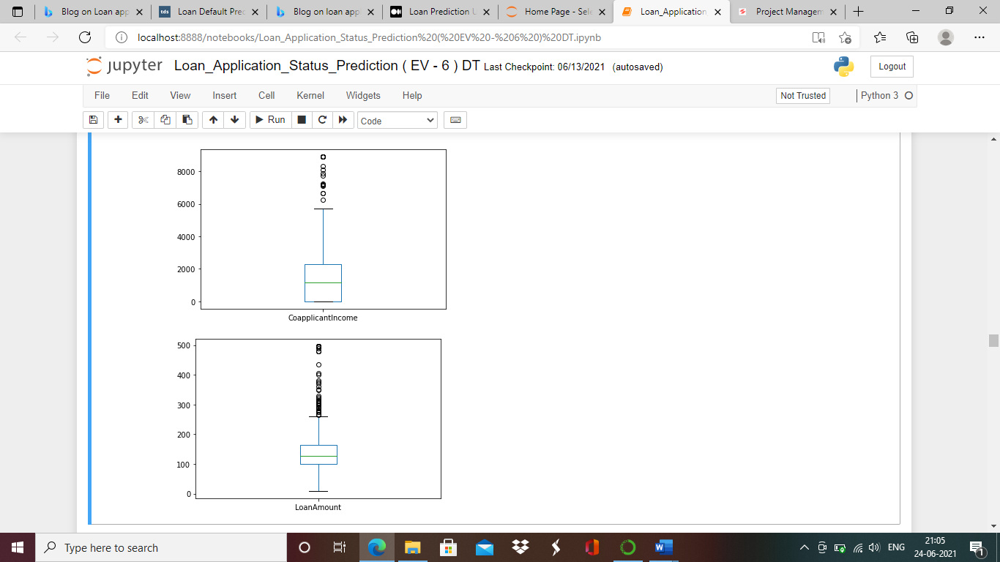 Blog on Loan app
tds Loan Default Pred
Blog on loan app
Loan Prediction U
Home Page - Sele
Loan_Application
Project Managem
localhost:8888/notebooks/Loan_Application_Status_Prediction%20(%20EV%20-%206%20)%20DT.ipynb
jupyter Loan_Application_Status_Prediction ( EV - 6 ) DT Last Checkpoint: 06/13/2021 (autosaved)
Logout
File Edit View Insert Cell Kernel Widgets Help
Not Trusted
Python 3
Run
Code
8000
6000
4000
2000
0
CoapplicantIncome
500
400
300
200
100
0
LoanAmount
Type here to search
ENG
21:05
24-06-2021
1